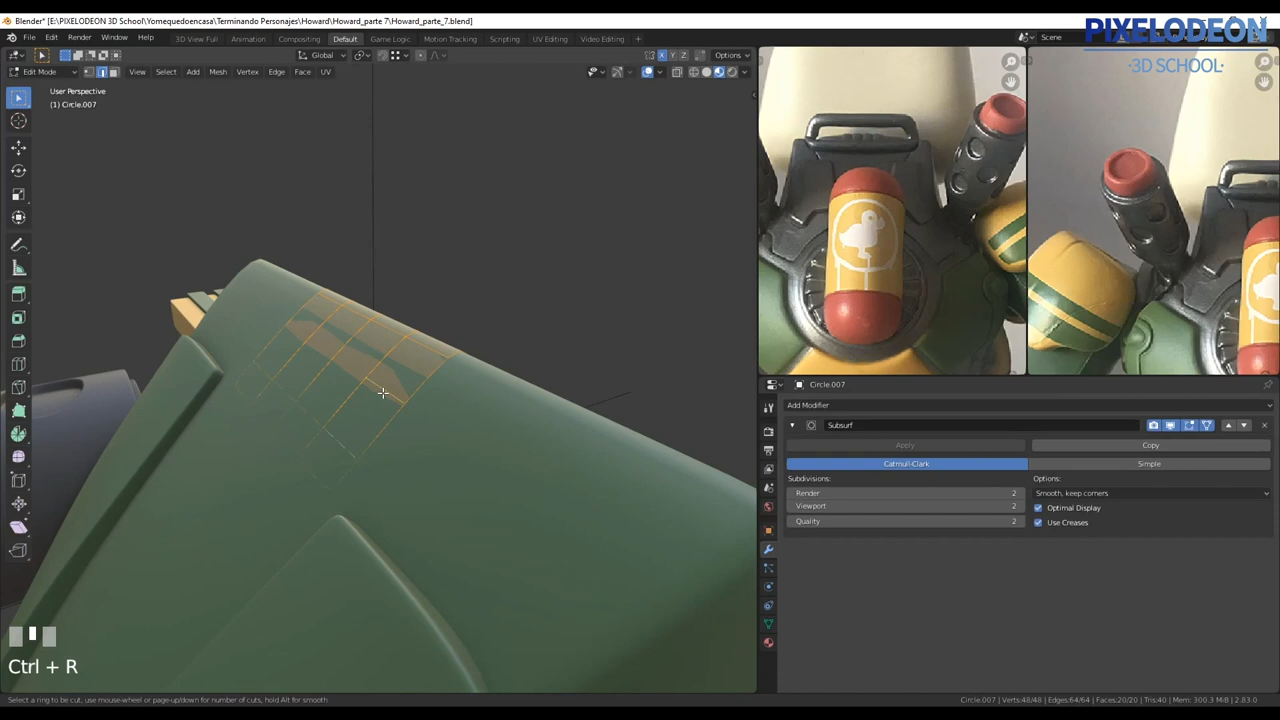 Blender* [E:\PIXELODEON 3D School\Yomequedoencasa\Terminando Personajes\Howard\Howard_parte 7\Howard_parte_7.blend]
PIXELODEON
·3D SCHOOL·
File Edit Render Window Help
3D View Full Animation Compositing Default Game Logic Motion Tracking Scripting UV Editing Video Editing +
Scene
Global
X Y Z
Options
Edit Mode
View Select Add Mesh Vertex Edge Face UV
User Perspective
(1) Circle.007
Circle.007
Add Modifier
Subsurf
Apply
Copy
Catmull-Clark
Simple
Subdivisions:
Options:
Render 2
Smooth, keep corners
Viewport 2
Optimal Display
Quality 2
Use Creases
Ctrl + R
Select a ring to be cut, use mouse-wheel or page-up/down for number of cuts, hold Alt for smooth
Circle.007 | Verts:48/48 | Edges:64/64 | Faces:20/20 | Tris:40 | Mem: 300.3 MiB | 2.83.0